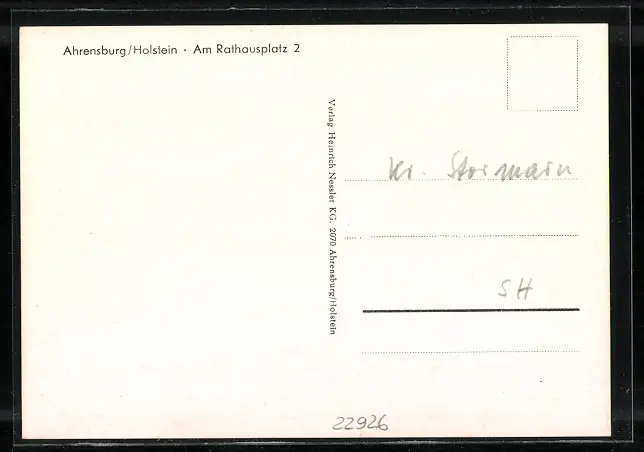 Ahrensburg/Holstein · Am Rathausplatz 2
Verlag Heinrich Nessler KG. 2070 Ahrensburg/Holstein
Kr. Stormarn
SH
22926